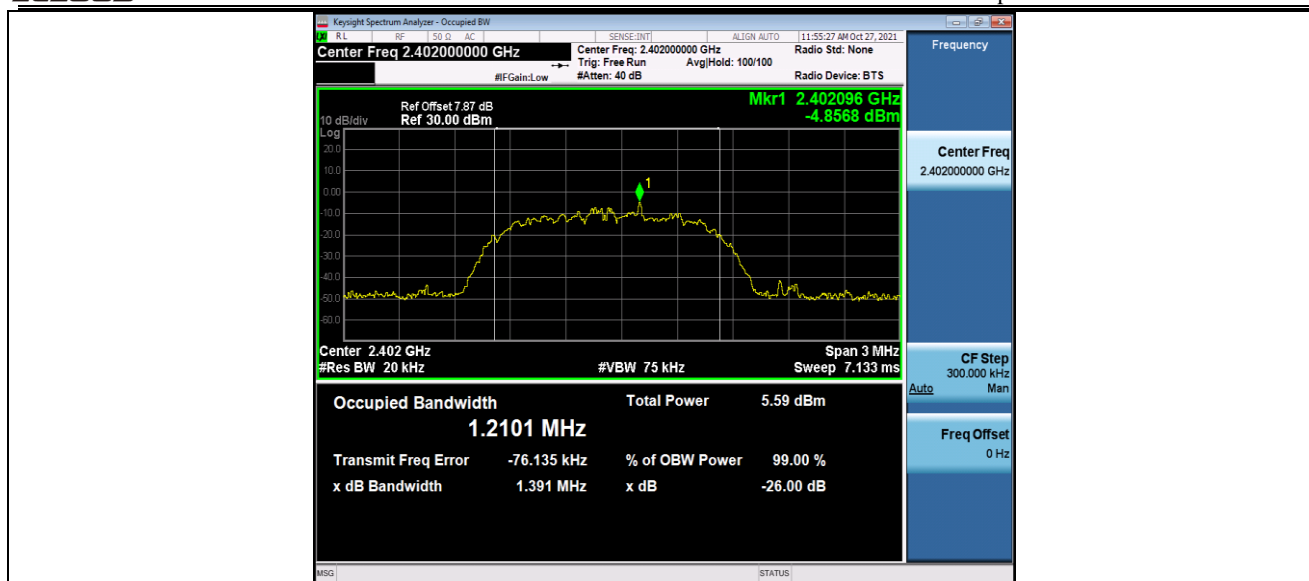 Keysight Spectrum Analyzer - Occupied BW
RL RF 50 Ω AC SENSE:INT ALIGN AUTO 11:55:27 AM Oct 27, 2021
Center Freq 2.402000000 GHz
Center Freq: 2.402000000 GHz
Radio Std: None
Trig: Free Run Avg|Hold: 100/100
#IFGain:Low #Atten: 40 dB Radio Device: BTS
Frequency
Mkr1 2.402096 GHz
-4.8568 dBm
Ref Offset 7.87 dB
10 dB/div Ref 30.00 dBm
Log
20.0
10.0
0.00
-10.0
-20.0
-30.0
-40.0
-50.0
-60.0
1
Center 2.402 GHz Span 3 MHz
#Res BW 20 kHz #VBW 75 kHz Sweep 7.133 ms
Occupied Bandwidth Total Power 5.59 dBm
1.2101 MHz
Transmit Freq Error -76.135 kHz % of OBW Power 99.00 %
x dB Bandwidth 1.391 MHz x dB -26.00 dB
Center Freq
2.402000000 GHz
CF Step
300.000 kHz
Auto Man
Freq Offset
0 Hz
MSG STATUS